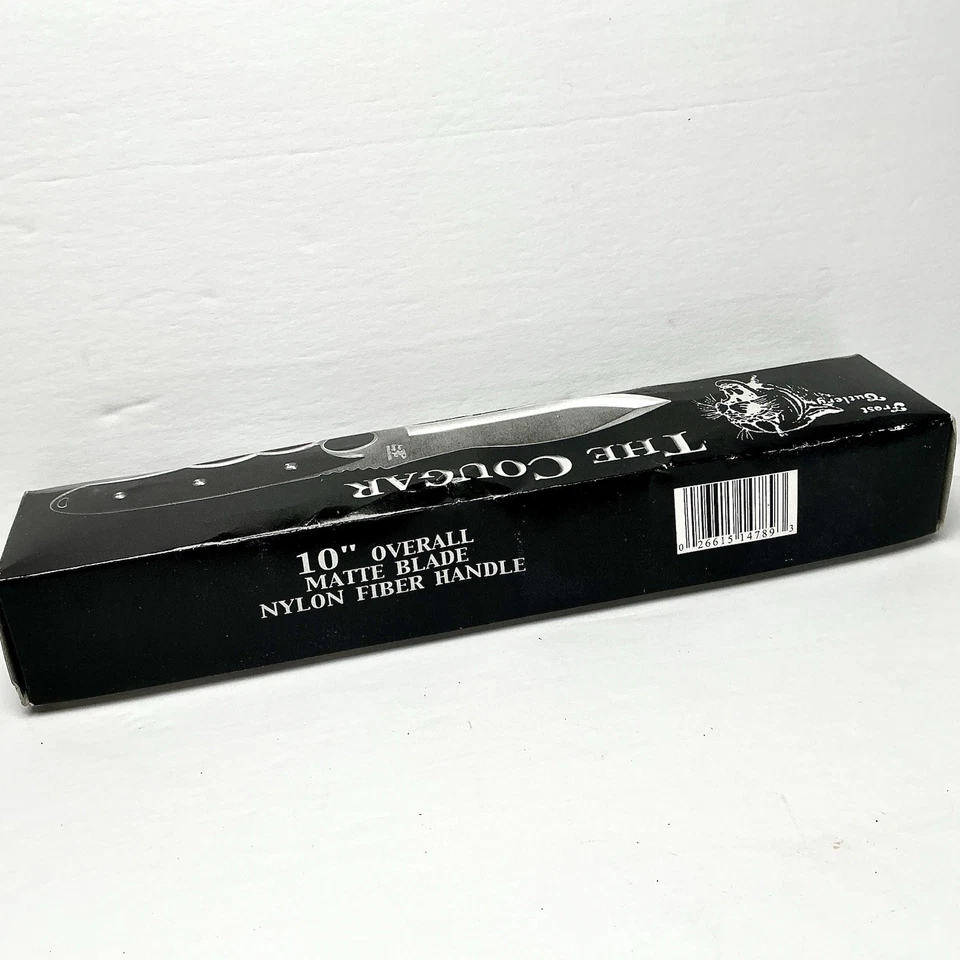 Frost
Cutlery
THE COUGAR
10" OVERALL
MATTE BLADE
NYLON FIBER HANDLE
0 26615 14789 3